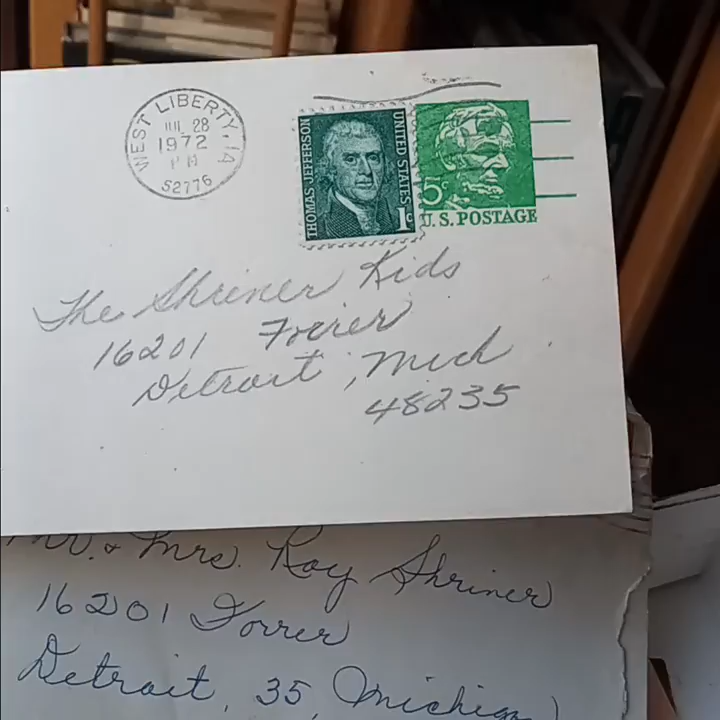 WEST LIBERTY, IA
JUL 28
1972
PM
52776
THOMAS JEFFERSON
UNITED STATES
1c
5c
U.S. POSTAGE
The Shriner Kids
16201 Forrer
Detroit, Mich
48235
Mr. & Mrs. Roy Shriner
16201 Forrer
Detroit, 35, Michigan